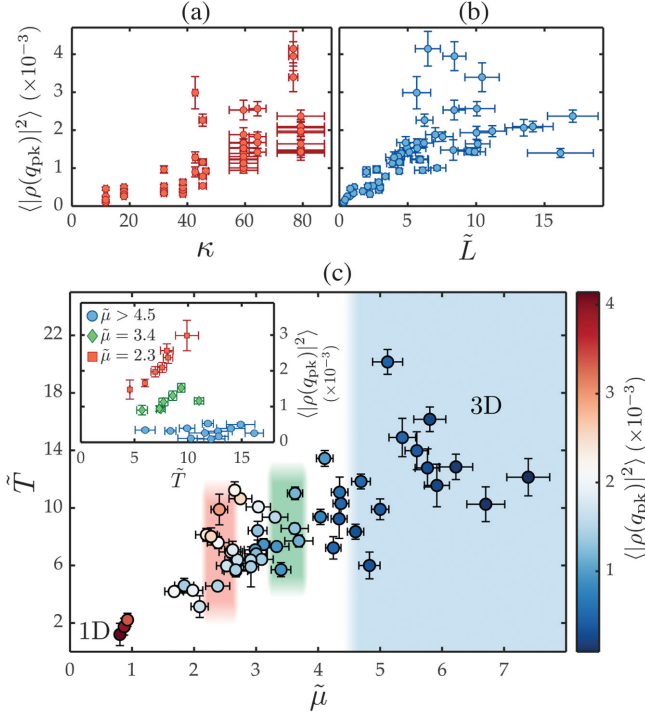 (a)
(b)
⟨|ρ(q_pk)|²⟩ (×10⁻³)
4
3
2
1
0
0 20 40 60 80
κ
0 5 10 15
L̃
(c)
22
18
14
10
6
2
T̃
μ̃ > 4.5
μ̃ = 3.4
μ̃ = 2.3
3
2
1
0
⟨|ρ(q_pk)|²⟩
(×10⁻³)
0 5 10 15
T̃
3D
1D
0 1 2 3 4 5 6 7
μ̃
4
3
2
1
⟨|ρ(q_pk)|²⟩ (×10⁻³)